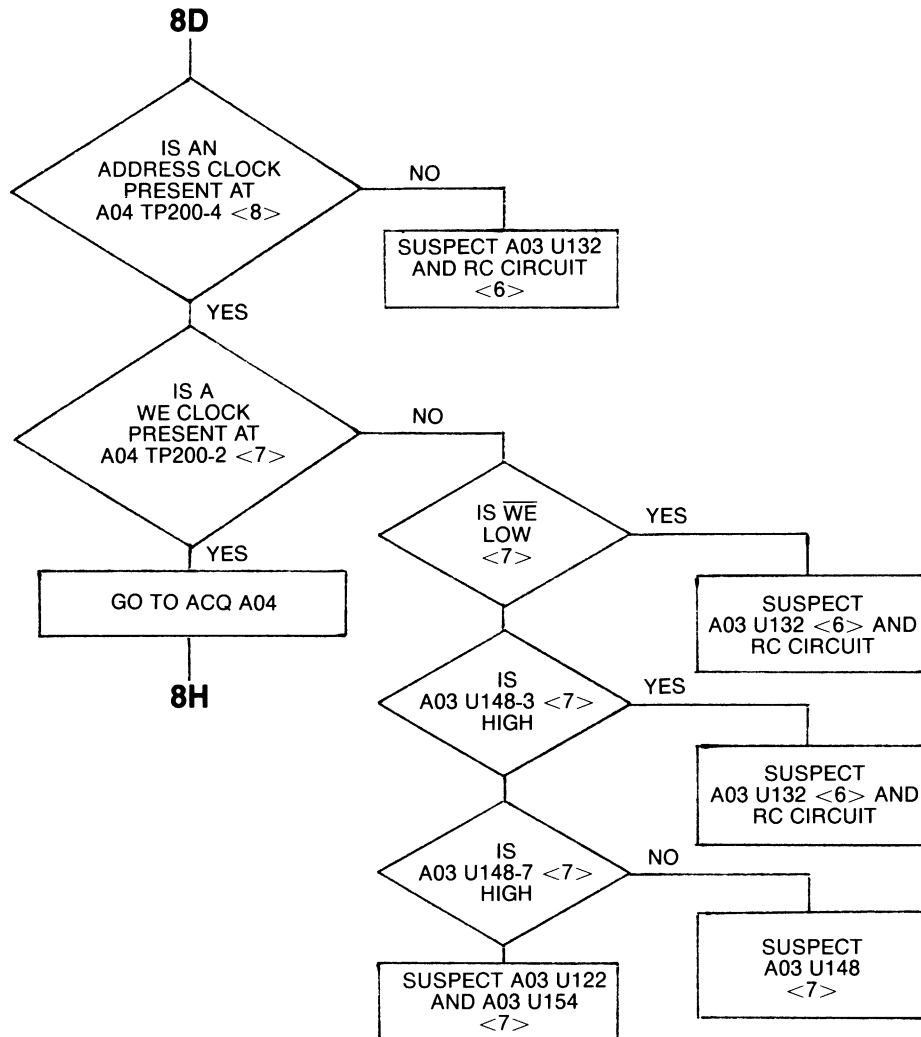 8D
IS AN
ADDRESS CLOCK
PRESENT AT
A04 TP200-4 <8>
NO
SUSPECT A03 U132
AND RC CIRCUIT
<6>
YES
IS A
WE CLOCK
PRESENT AT
A04 TP200-2 <7>
NO
YES
GO TO ACQ A04
8H
IS W̅E̅
LOW
<7>
YES
SUSPECT
A03 U132 <6> AND
RC CIRCUIT
IS
A03 U148-3 <7>
HIGH
YES
SUSPECT
A03 U132 <6> AND
RC CIRCUIT
IS
A03 U148-7 <7>
HIGH
NO
SUSPECT
A03 U148
<7>
SUSPECT A03 U122
AND A03 U154
<7>